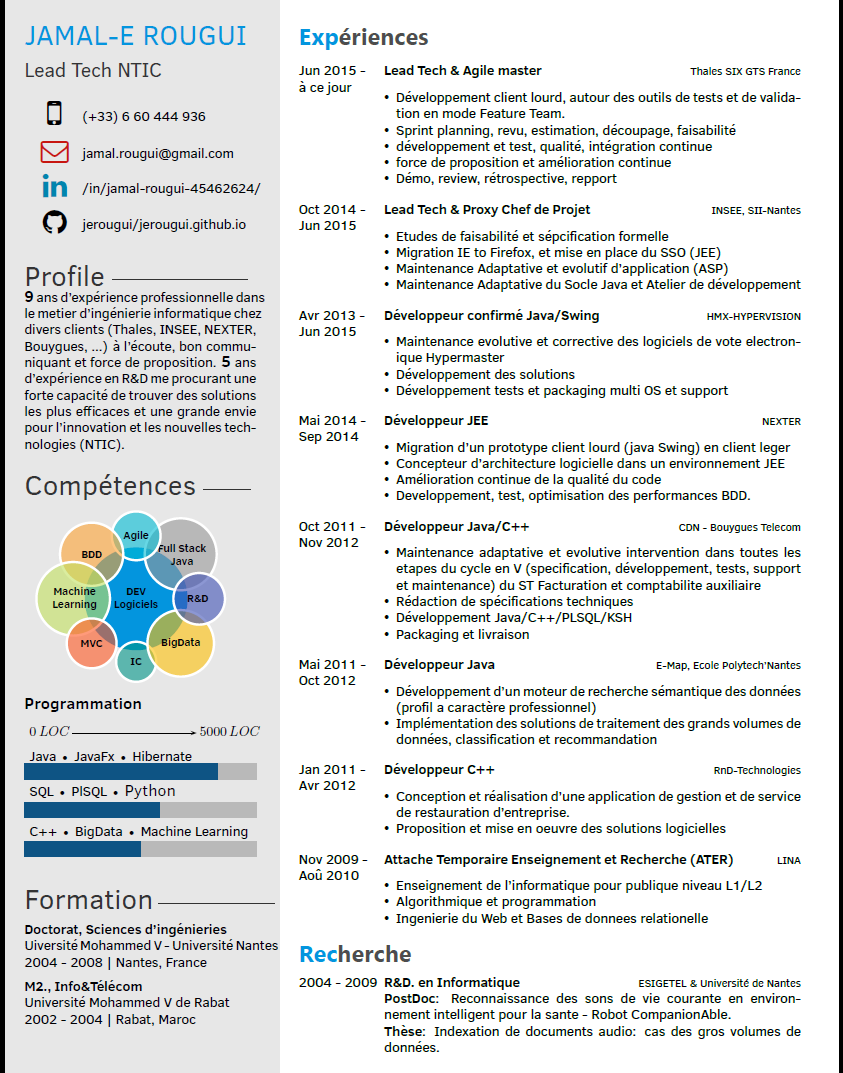 JAMAL-E ROUGUI
Lead Tech NTIC
(+33) 6 60 444 936
jamal.rougui@gmail.com
in /in/jamal-rougui-45462624/
jerougui/jerougui.github.io
Profile
9 ans d'expérience professionnelle dans
le metier d'ingénierie informatique chez
divers clients (Thales, INSEE, NEXTER,
Bouygues, ...) à l'écoute, bon commu-
niquant et force de proposition. 5 ans
d'expérience en R&D me procurant une
forte capacité de trouver des solutions
les plus efficaces et une grande envie
pour l'innovation et les nouvelles tech-
nologies (NTIC).
Compétences
Agile
BDD
Full Stack
Java
Machine
Learning
DEV
Logiciels
R&D
MVC
BigData
IC
Programmation
0 LOC 5000 LOC
Java • JavaFx • Hibernate
SQL • PlSQL • Python
C++ • BigData • Machine Learning
Formation
Doctorat, Sciences d'ingénieries
Uiversité Mohammed V - Université Nantes
2004 - 2008 | Nantes, France
M2., Info&Télécom
Université Mohammed V de Rabat
2002 - 2004 | Rabat, Maroc
Expériences
Jun 2015 - Lead Tech & Agile master Thales SIX GTS France
à ce jour
• Développement client lourd, autour des outils de tests et de valida-
tion en mode Feature Team.
• Sprint planning, revu, estimation, découpage, faisabilité
• développement et test, qualité, intégration continue
• force de proposition et amélioration continue
• Démo, review, rétrospective, repport
Oct 2014 - Lead Tech & Proxy Chef de Projet INSEE, SII-Nantes
Jun 2015
• Etudes de faisabilité et sépcification formelle
• Migration IE to Firefox, et mise en place du SSO (JEE)
• Maintenance Adaptative et evolutif d'application (ASP)
• Maintenance Adaptative du Socle Java et Atelier de développement
Avr 2013 - Développeur confirmé Java/Swing HMX-HYPERVISION
Jun 2015
• Maintenance evolutive et corrective des logiciels de vote electron-
ique Hypermaster
• Développement des solutions
• Développement tests et packaging multi OS et support
Mai 2014 - Développeur JEE NEXTER
Sep 2014
• Migration d'un prototype client lourd (java Swing) en client leger
• Concepteur d'architecture logicielle dans un environnement JEE
• Amélioration continue de la qualité du code
• Developpement, test, optimisation des performances BDD.
Oct 2011 - Développeur Java/C++ CDN - Bouygues Telecom
Nov 2012
• Maintenance adaptative et evolutive intervention dans toutes les
etapes du cycle en V (specification, développement, tests, support
et maintenance) du ST Facturation et comptabilite auxiliaire
• Rédaction de spécifications techniques
• Développement Java/C++/PLSQL/KSH
• Packaging et livraison
Mai 2011 - Développeur Java E-Map, Ecole Polytech'Nantes
Oct 2012
• Développement d'un moteur de recherche sémantique des données
(profil a caractère professionnel)
• Implémentation des solutions de traitement des grands volumes de
données, classification et recommandation
Jan 2011 - Développeur C++ RnD-Technologies
Avr 2012
• Conception et réalisation d'une application de gestion et de service
de restauration d'entreprise.
• Proposition et mise en oeuvre des solutions logicielles
Nov 2009 - Attache Temporaire Enseignement et Recherche (ATER) LINA
Aoû 2010
• Enseignement de l'informatique pour publique niveau L1/L2
• Algorithmique et programmation
• Ingenierie du Web et Bases de donnees relationelle
Recherche
2004 - 2009 R&D. en Informatique ESIGETEL & Université de Nantes
PostDoc: Reconnaissance des sons de vie courante en environ-
nement intelligent pour la sante - Robot CompanionAble.
Thèse: Indexation de documents audio: cas des gros volumes de
données.